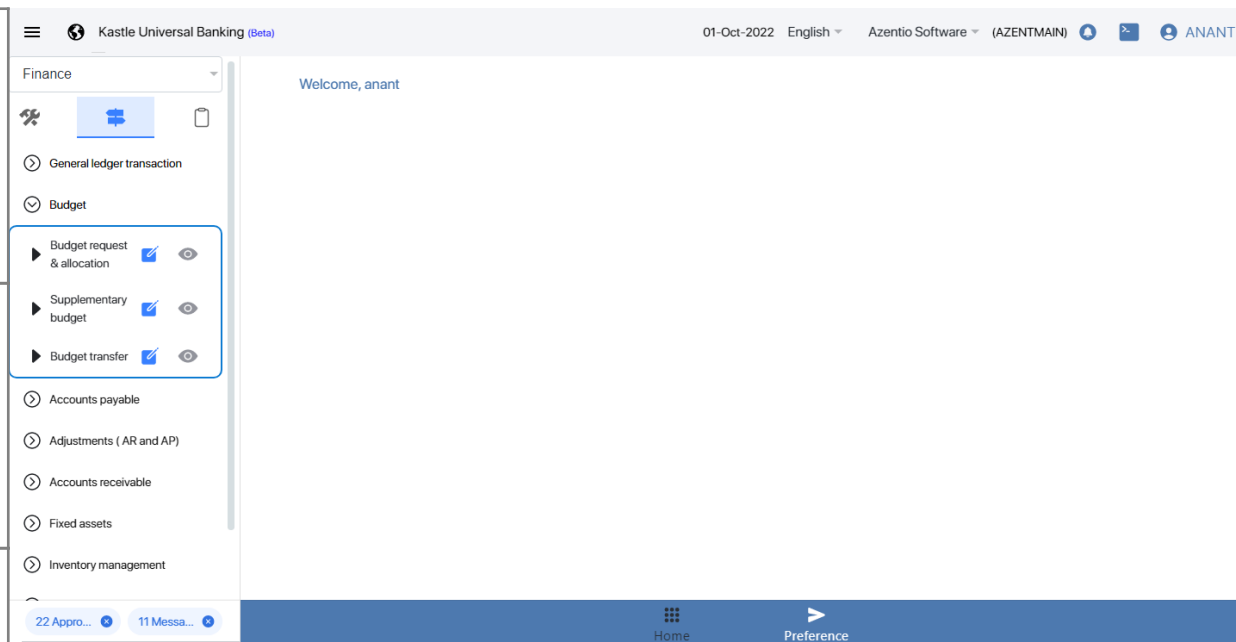 Kastle Universal Banking (Beta)
01-Oct-2022 English Azentio Software (AZENTMAIN) ANANT
Finance
Welcome, anant
General ledger transaction
Budget
Budget request
& allocation
Supplementary
budget
Budget transfer
Accounts payable
Adjustments ( AR and AP)
Accounts receivable
Fixed assets
Inventory management
22 Appro...
11 Messa...
Home
Preference